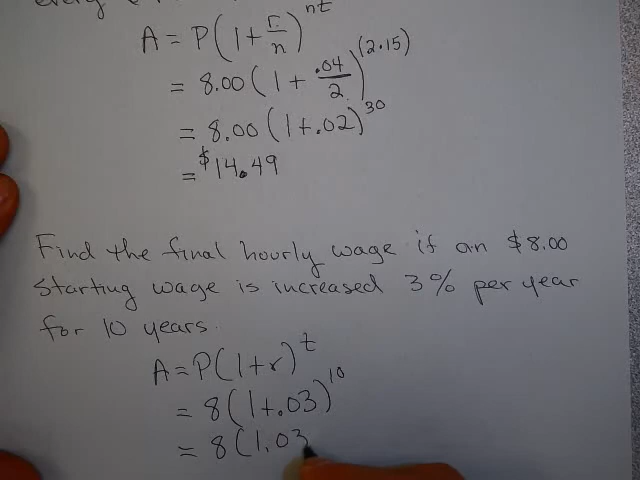 every
A = P(1+r/n)^nt
= 8.00(1+.04/2)^(2.15)
= 8.00(1+.02)^30
= $14.49
Find the final hourly wage if an $8.00
starting wage is increased 3% per year
for 10 years.
A = P(1+r)^t
= 8(1+.03)^10
= 8(1.03